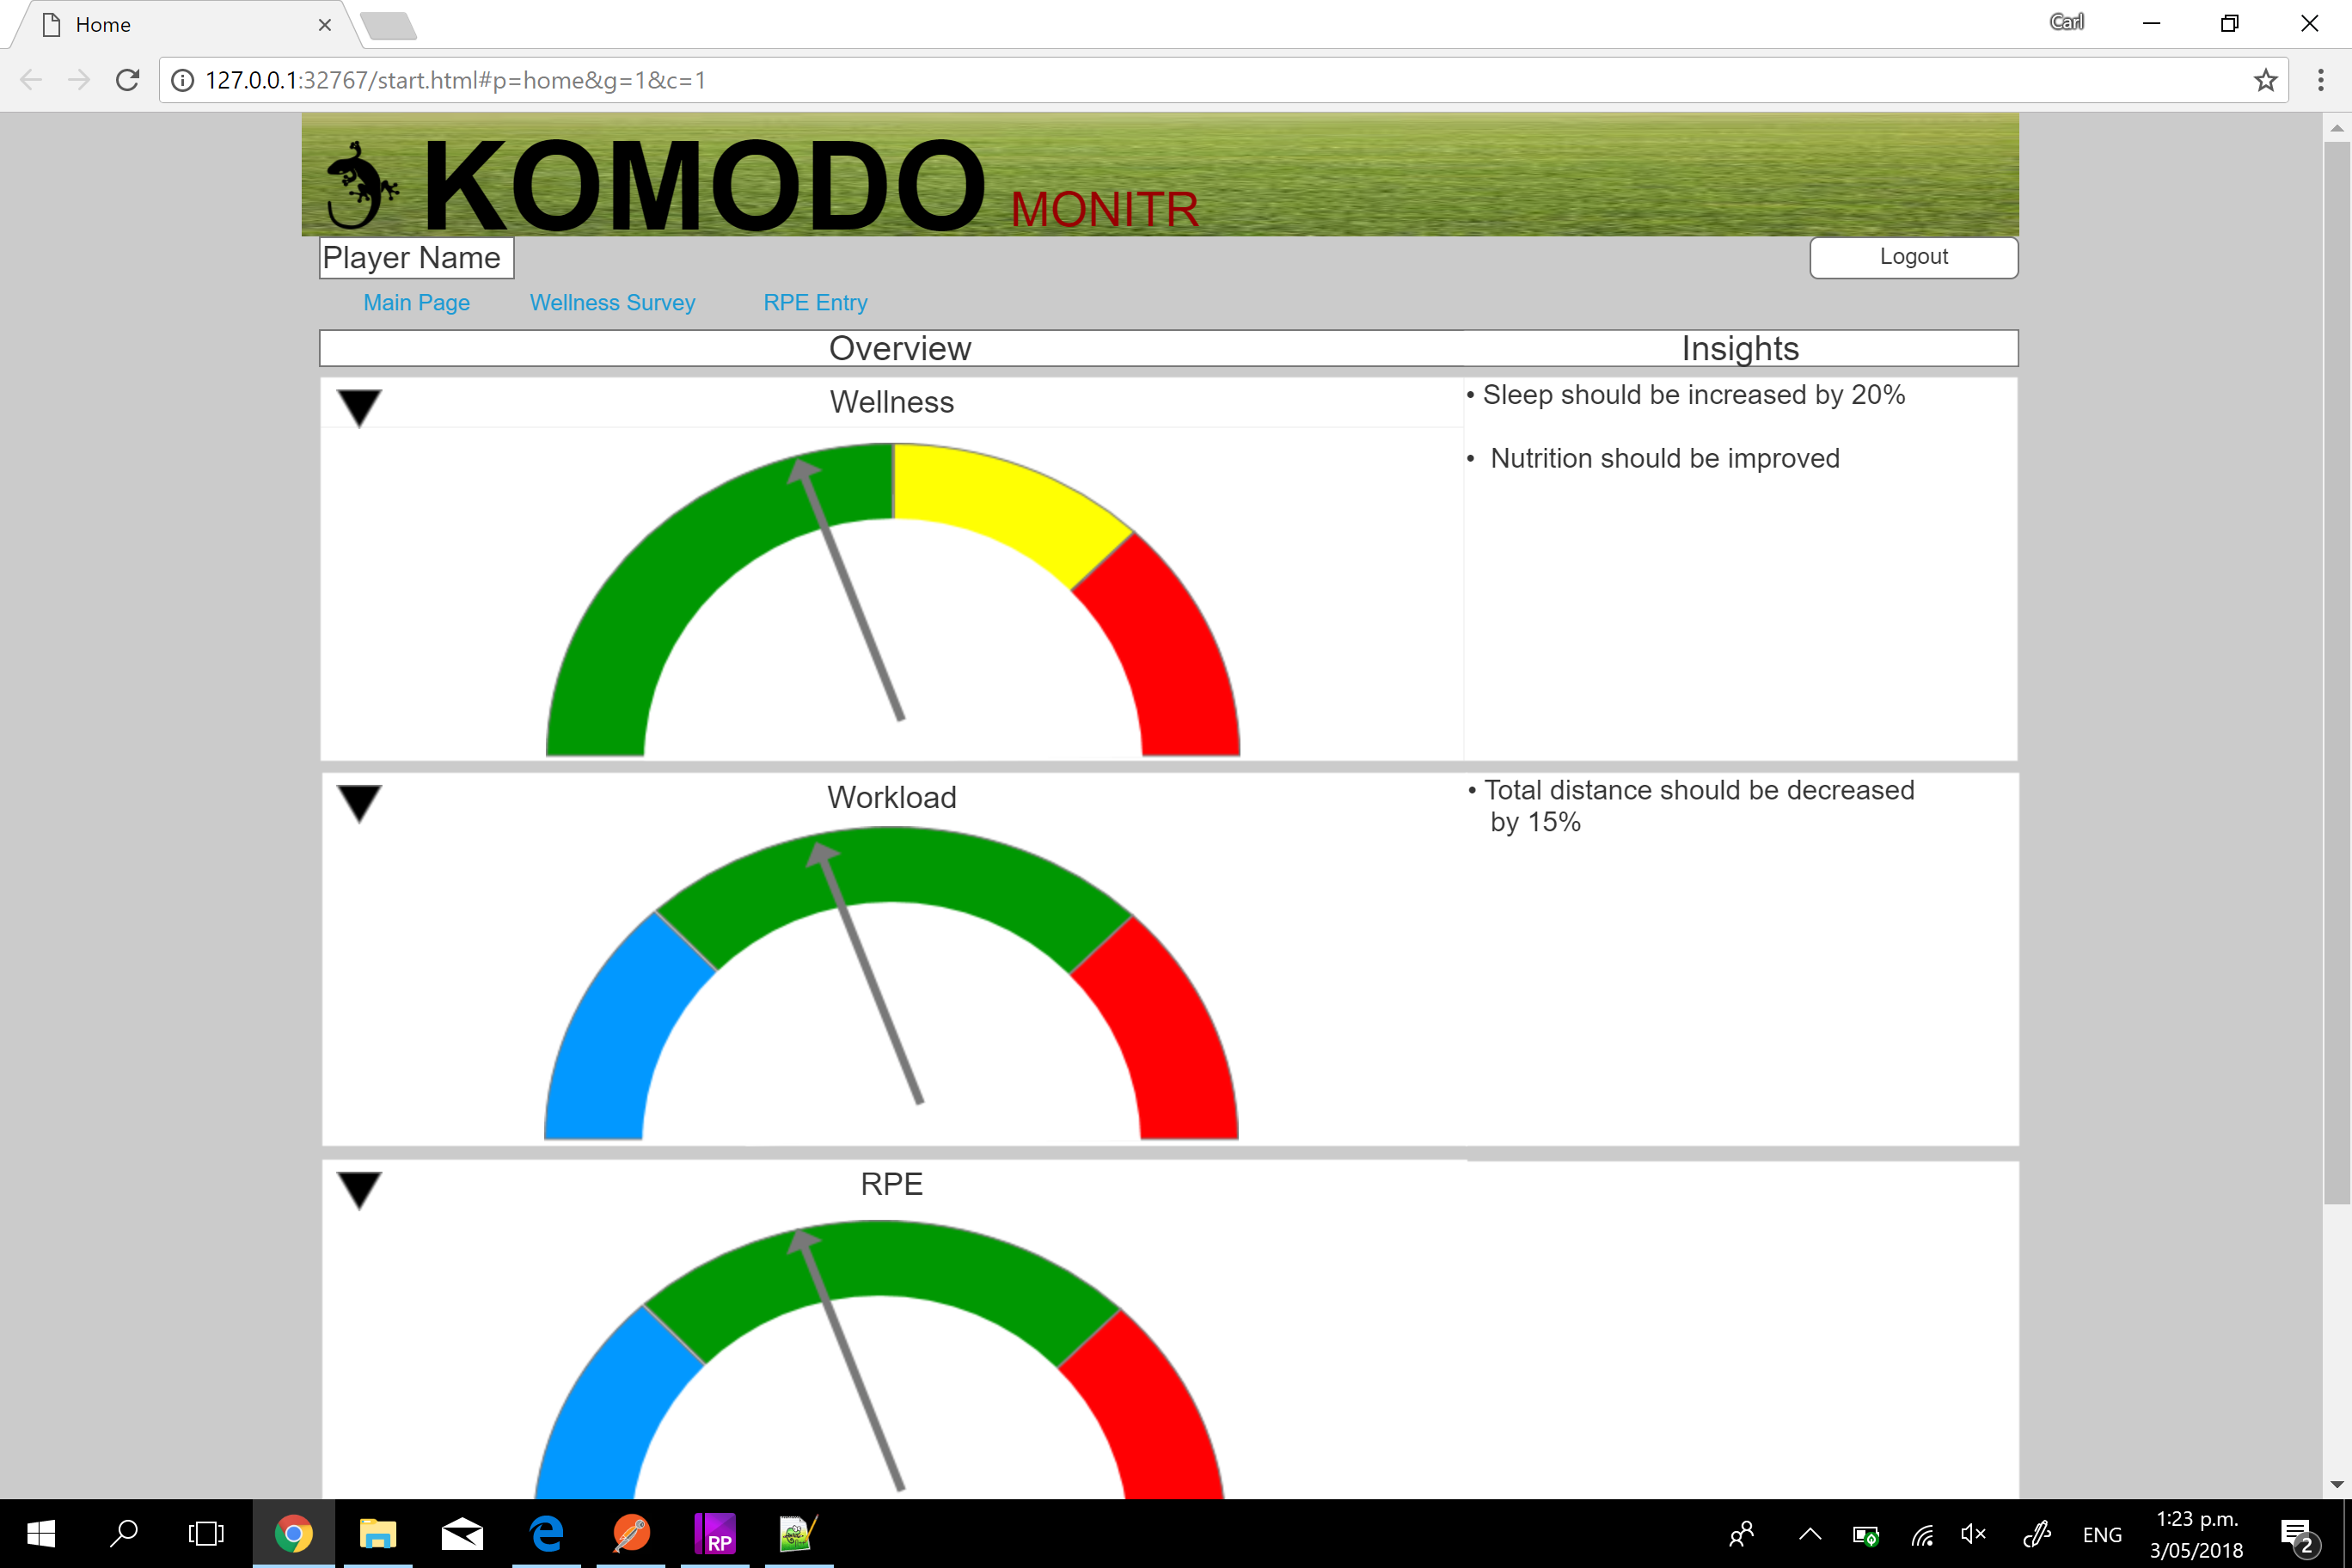 Home
Carl
127.0.0.1:32767/start.html#p=home&g=1&c=1
KOMODO MONITR
Player Name
Logout
Main Page Wellness Survey RPE Entry
Overview Insights
Wellness
• Sleep should be increased by 20%
• Nutrition should be improved
Workload
• Total distance should be decreased
by 15%
RPE
RP
ENG
1:23 p.m.
3/05/2018
2